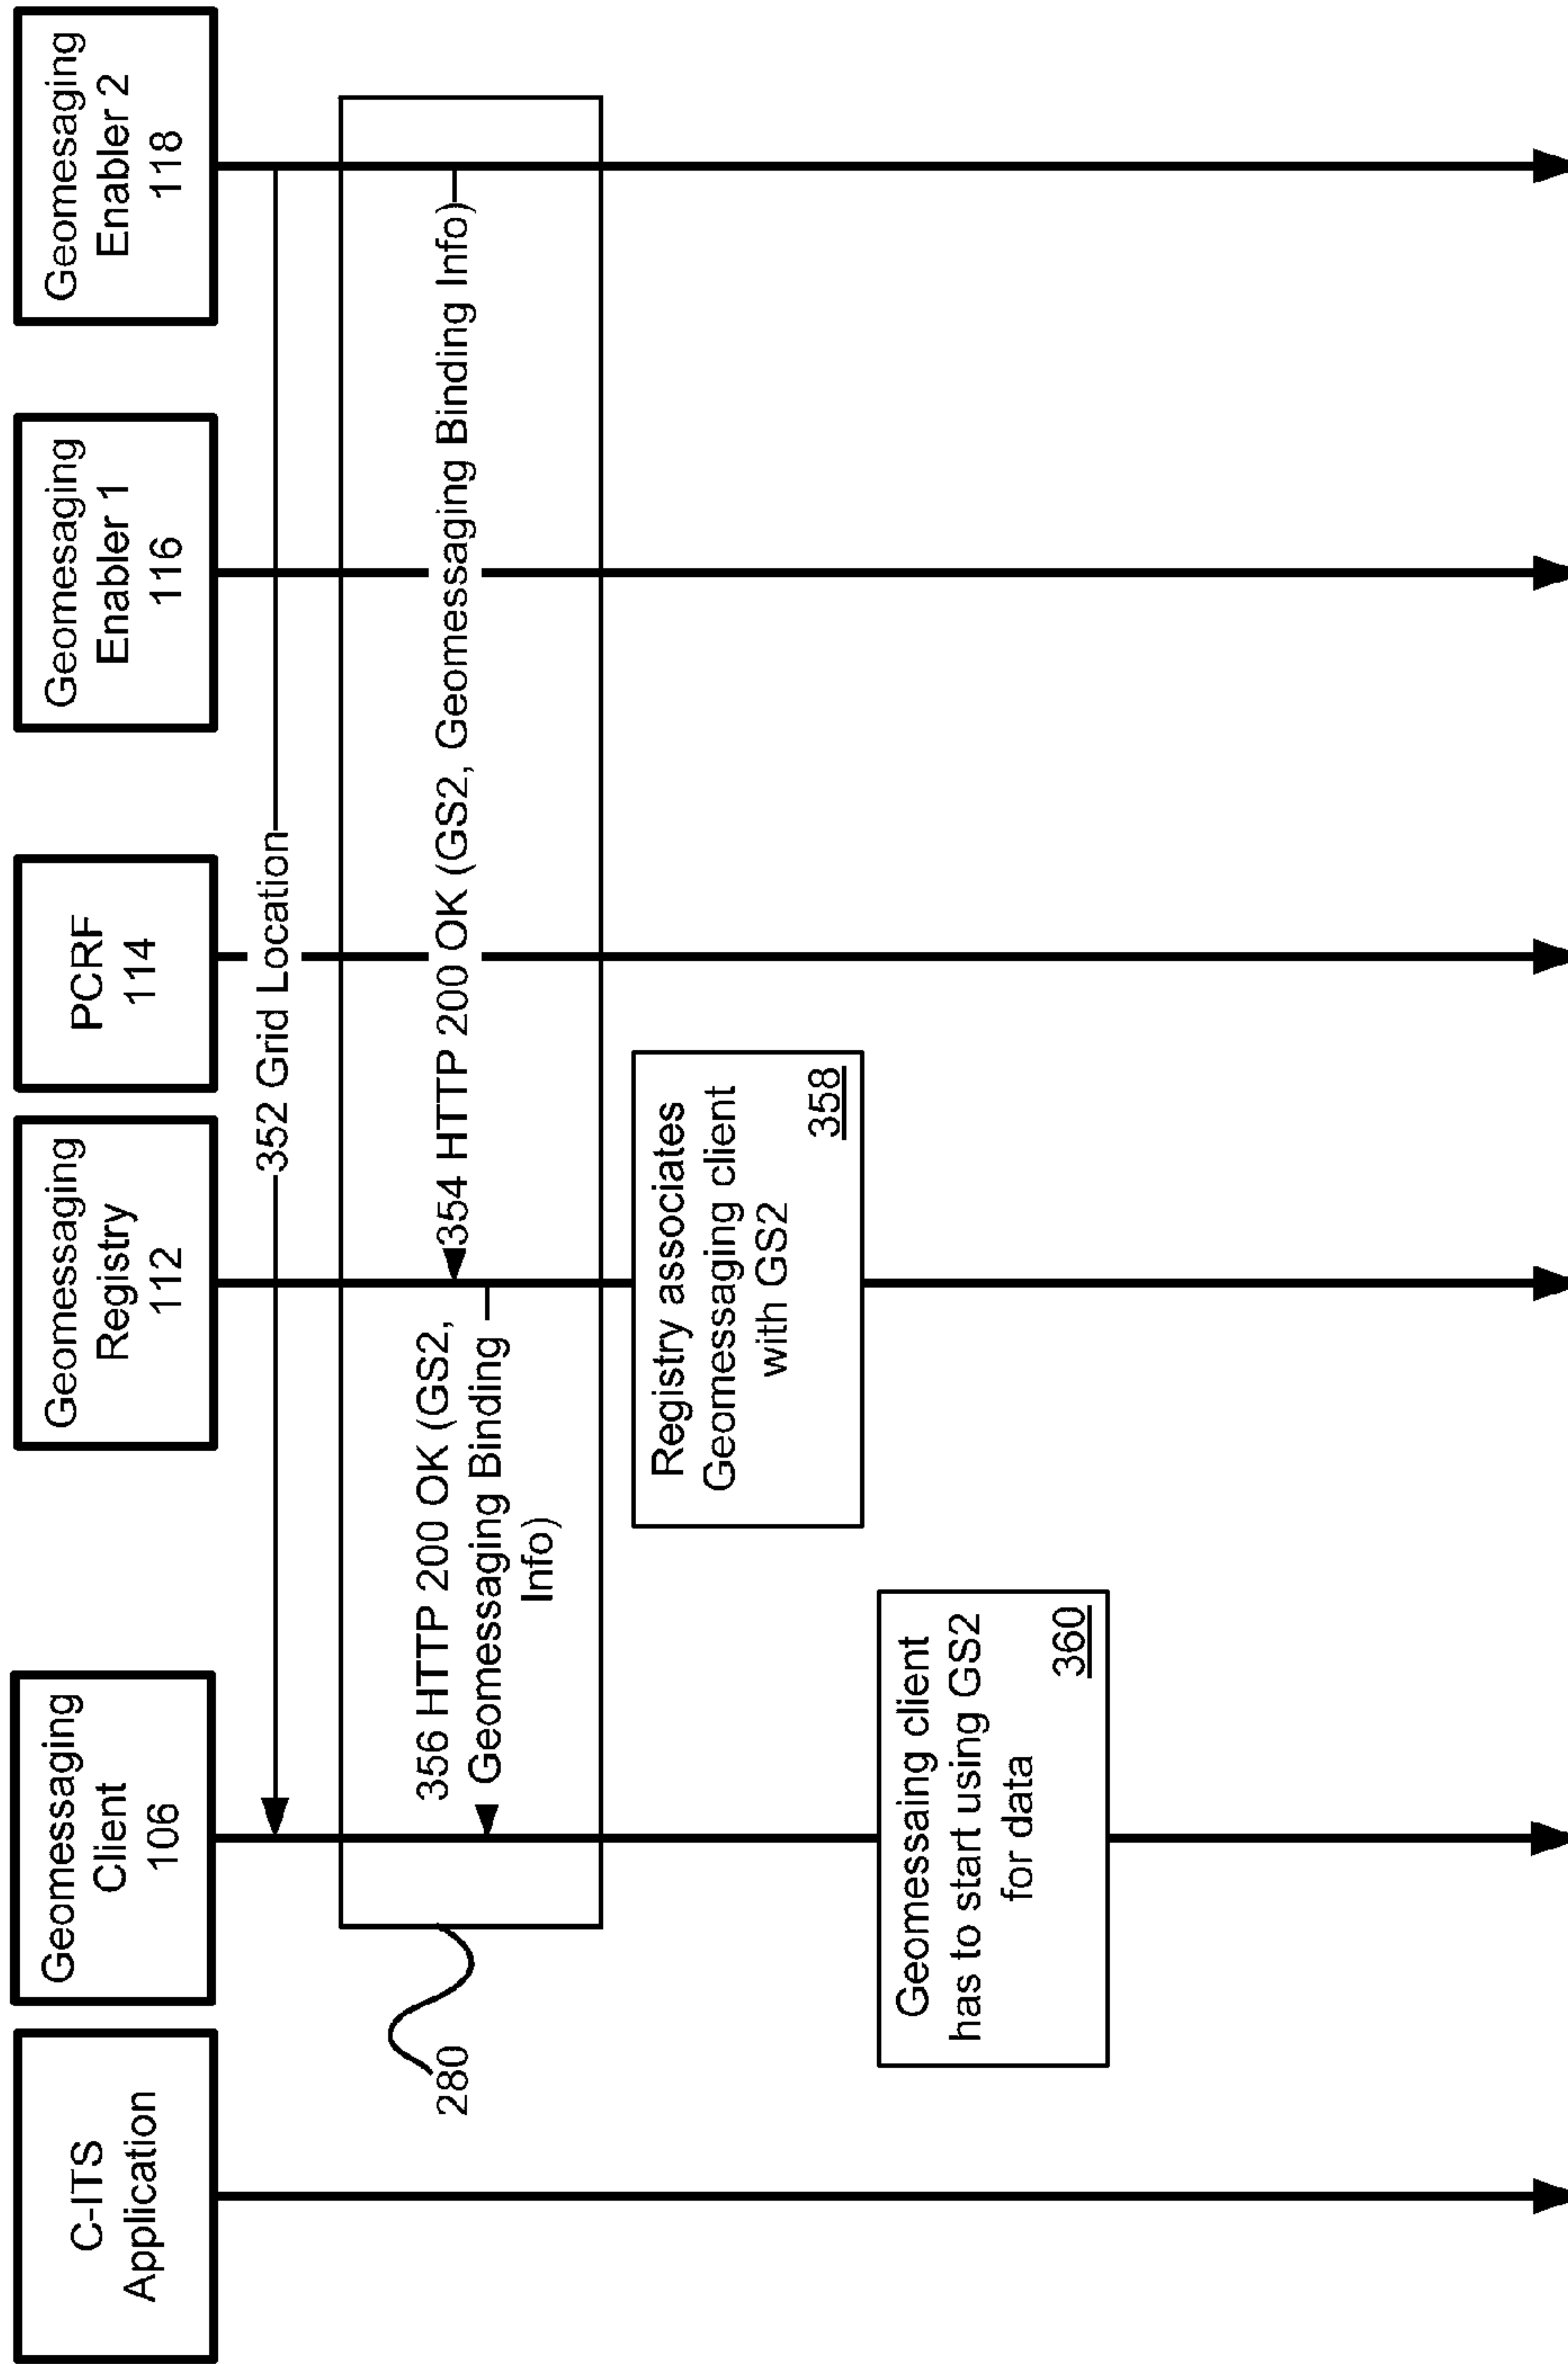 C-ITS
Application
Geomessaging
Client
106
Geomessaging
Registry
112
PCRF
114
Geomesaging
Enabler 1
116
Geomesaging
Enabler 2
118
352 Grid Location
280
354 HTTP 200 OK (GS2, Geomessaging Binding Info)
356 HTTP 200 OK (GS2,
Geomessaging Binding
Info)
Registry associates
Geomessaging client
with GS2
358
Geomessaing client
has to start using GS2
for data
360